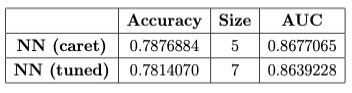 Accuracy Size AUC
NN (caret) 0.7876884 5 0.8677065
NN (tuned) 0.7814070 7 0.8639228